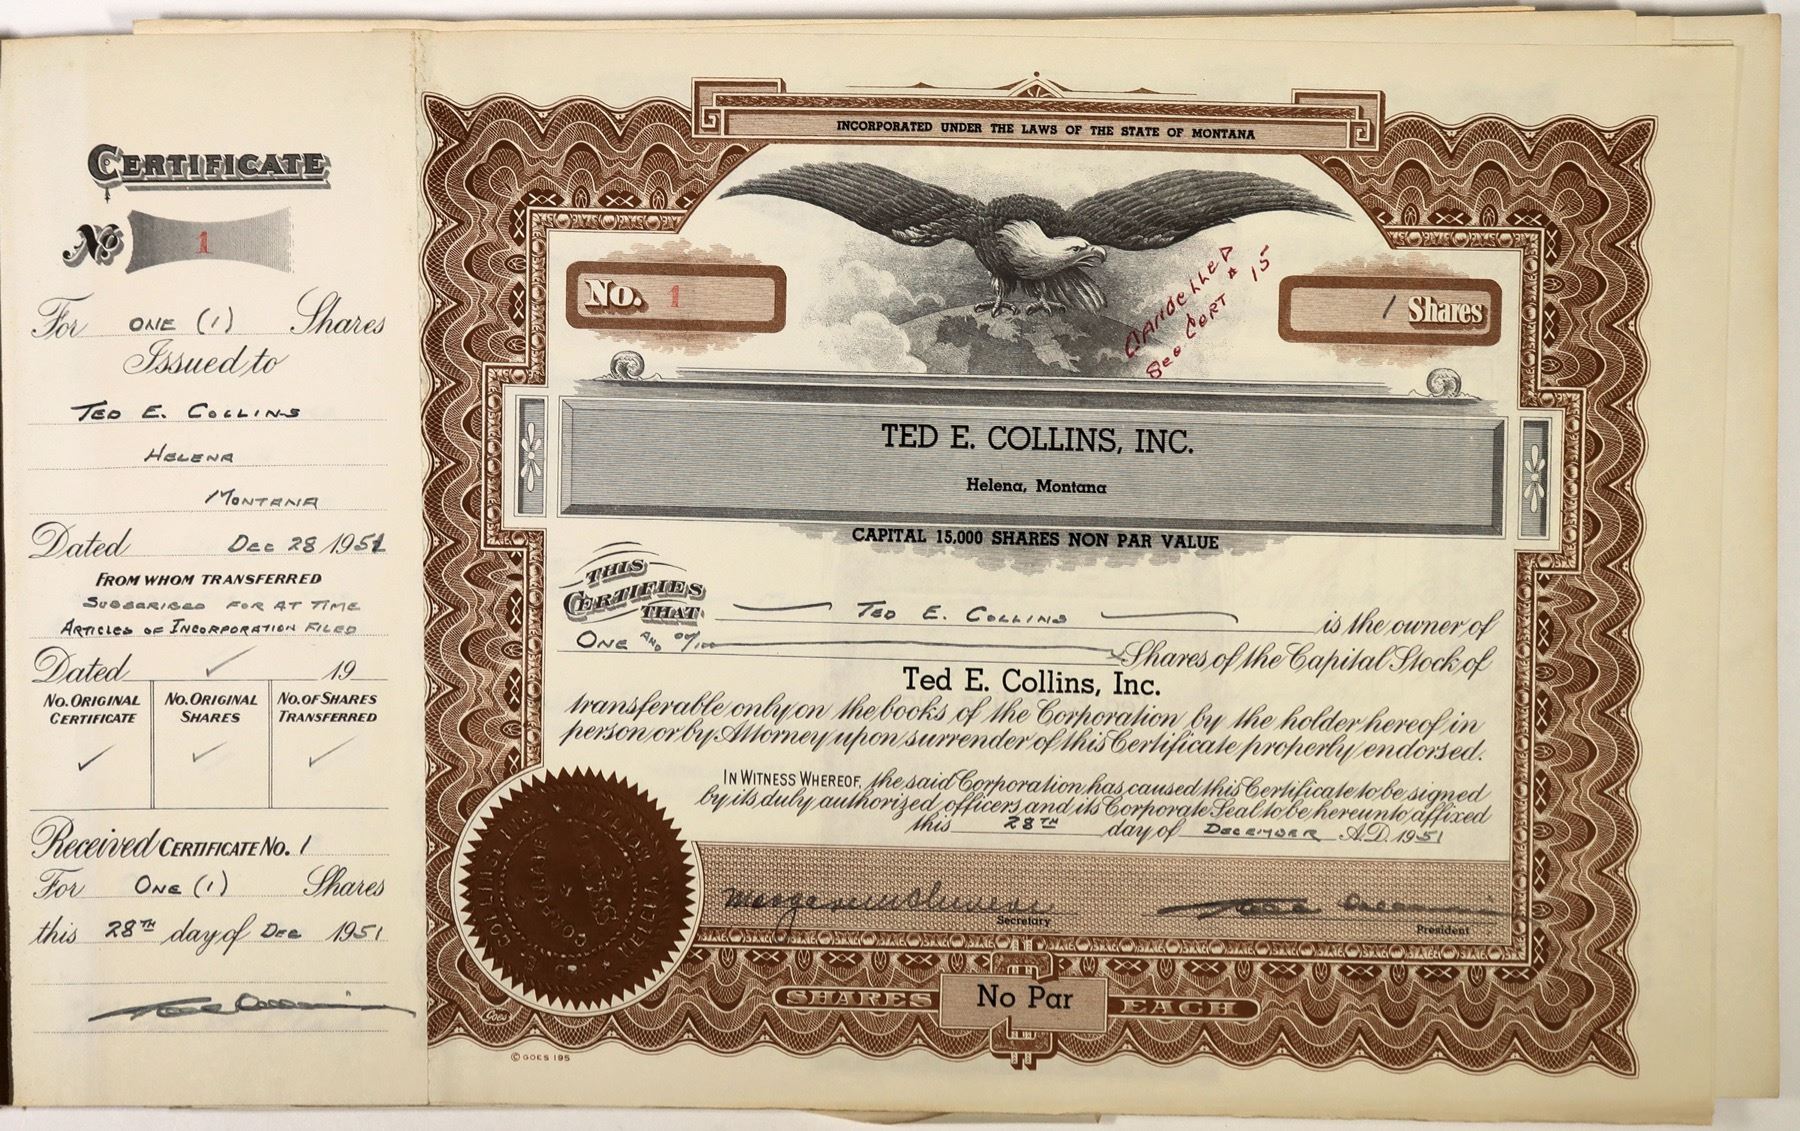 CERTIFICATE
No 1
For ONE (1) Shares
Issued to
TED E. COLLINS
HELENA
MONTANA
Dated DEC 28 1951
FROM WHOM TRANSFERRED
SUBSCRIBED FOR AT TIME
ARTICLES OF INCORPORATION FILED
Dated ✓ 19
NO. ORIGINAL CERTIFICATE
NO. ORIGINAL SHARES
NO. OF SHARES TRANSFERRED
✓ ✓ ✓
Received CERTIFICATE NO. 1
For ONE (1) Shares
this 28TH day of DEC 1951
INCORPORATED UNDER THE LAWS OF THE STATE OF MONTANA
No. 1
See Cert # 15
1 Shares
TED E. COLLINS, INC.
Helena, Montana
CAPITAL 15,000 SHARES NON PAR VALUE
THIS CERTIFIES THAT TED E. COLLINS is the owner of
ONE AND 00/100 Shares of the Capital Stock of
Ted E. Collins, Inc.
transferable only on the books of the Corporation by the holder hereof in
person or by Attorney upon surrender of this Certificate properly endorsed.
IN WITNESS WHEREOF, the said Corporation has caused this Certificate to be signed
by its duly authorized officers and its Corporate Seal to be hereunto affixed
this 28TH day of DECEMBER A.D. 1951
Secretary
President
SHARES No Par EACH
Goes
© GOES 195